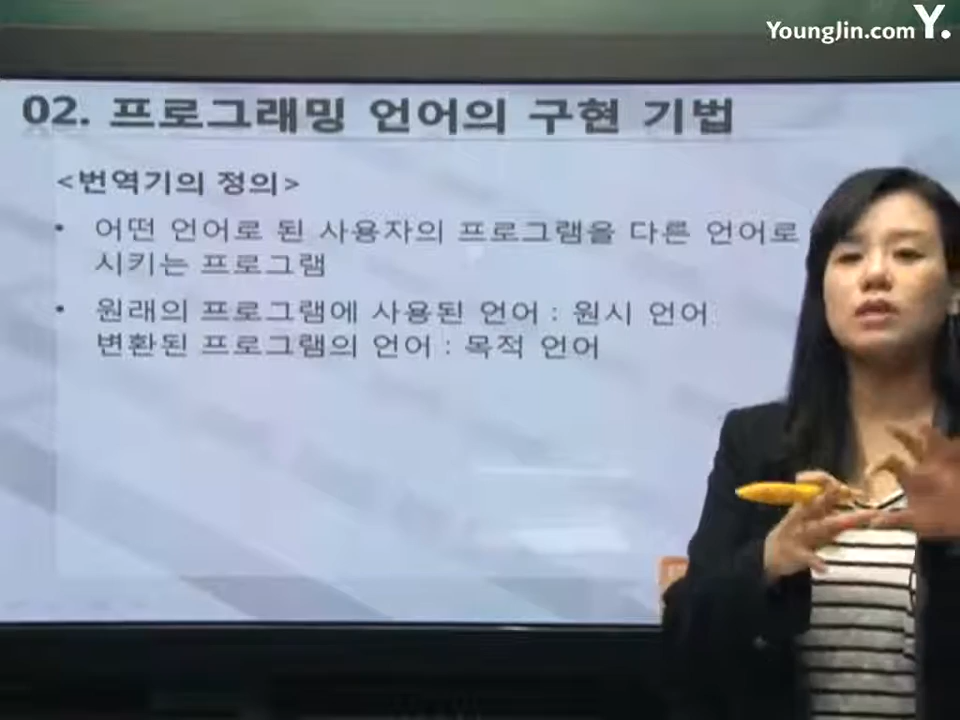 YoungJin.com Y.
02. 프로그래밍 언어의 구현 기법
<번역기의 정의>
• 어떤 언어로 된 사용자의 프로그램을 다른 언어로
시키는 프로그램
• 원래의 프로그램에 사용된 언어 : 원시 언어
변환된 프로그램의 언어 : 목적 언어